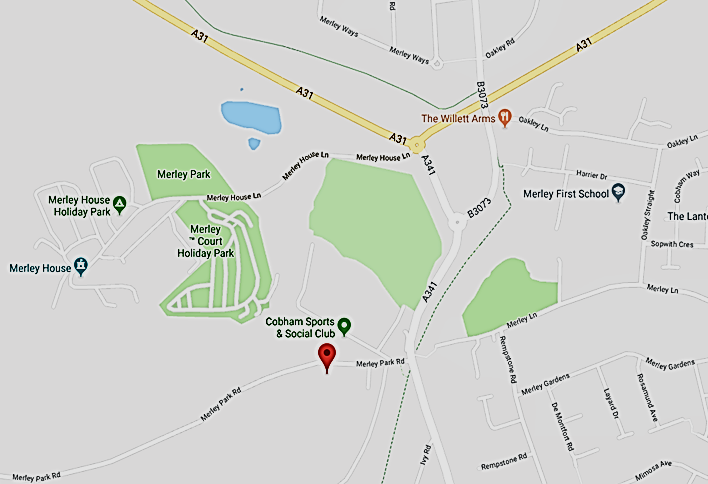 Merley Ways
Rd
Merley Ways
Oakley Rd
A31
A31
A31
B3073
The Willett Arms
Oakley Ln
A31
Oakley Ln
Merley House Ln
Merley House Ln
A341
Merley Park
Harrier Dr
Cobham Way
Merley House Ln
Merley First School
Merley House
Holiday Park
B3073
Oakley Straight
Merley
Court
Holiday Park
Sopwith Cres
Merley House
A341
Merley Ln
Merley Ln
Cobham Sports
& Social Club
Merley Park Rd
Rempstone Rd
Merley Gardens
Merley Gardens
Rosamund Ave
Layard Dr
Merley Park Rd
De Montfort Rd
Ivy Rd
Rempstone Rd
Mimosa Ave
Merley Park Rd